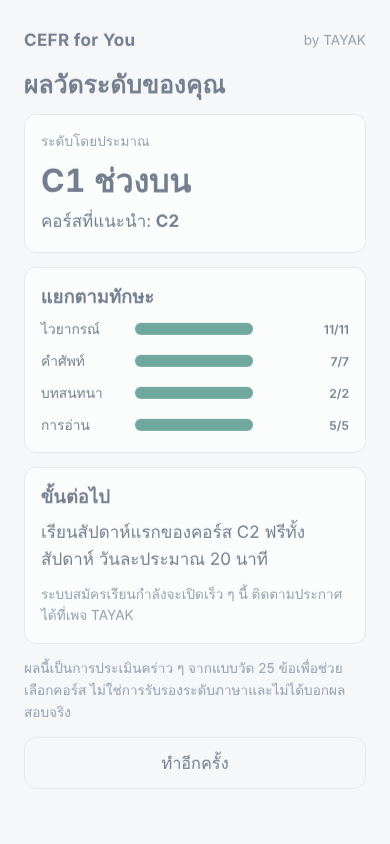 CEFR for You
by TAYAK
ผลวัดระดับของคุณ
ระดับโดยประมาณ
C1 ช่วงบน
คอร์สที่แนะนำ: C2
แยกตามทักษะ
ไวยากรณ์ 11/11
คำศัพท์ 7/7
บทสนทนา 2/2
การอ่าน 5/5
ขั้นต่อไป
เรียนสัปดาห์แรกของคอร์ส C2 ฟรีทั้ง
สัปดาห์ วันละประมาณ 20 นาที
ระบบสมัครเรียนกำลังจะเปิดเร็ว ๆ นี้ ติดตามประกาศ
ได้ที่เพจ TAYAK
ผลนี้เป็นการประเมินคร่าว ๆ จากแบบวัด 25 ข้อเพื่อช่วย
เลือกคอร์ส ไม่ใช่การรับรองระดับภาษาและไม่ได้บอกผล
สอบจริง
ทำอีกครั้ง